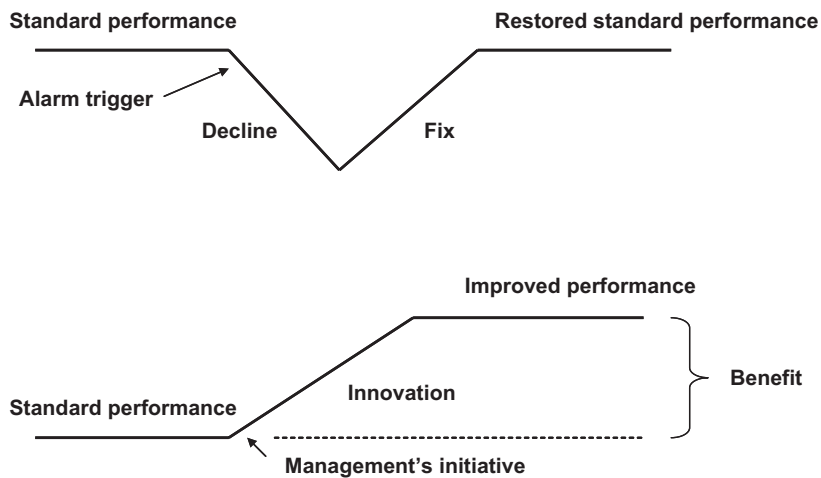 Standard performance
Restored standard performance
Alarm trigger
Decline
Fix
Improved performance
Benefit
Innovation
Standard performance
Management's initiative